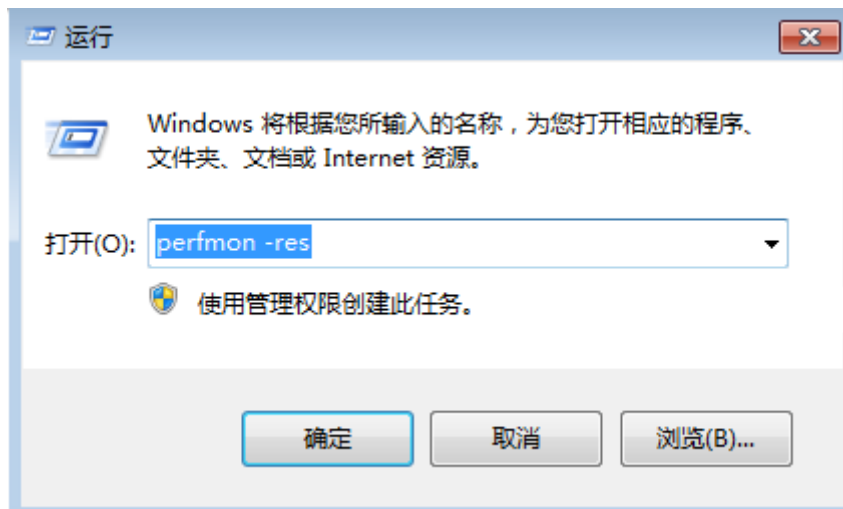 运行
Windows 将根据您所输入的名称，为您打开相应的程序、
文件夹、文档或 Internet 资源。
打开(O): perfmon -res
使用管理权限创建此任务。
确定 取消 浏览(B)...